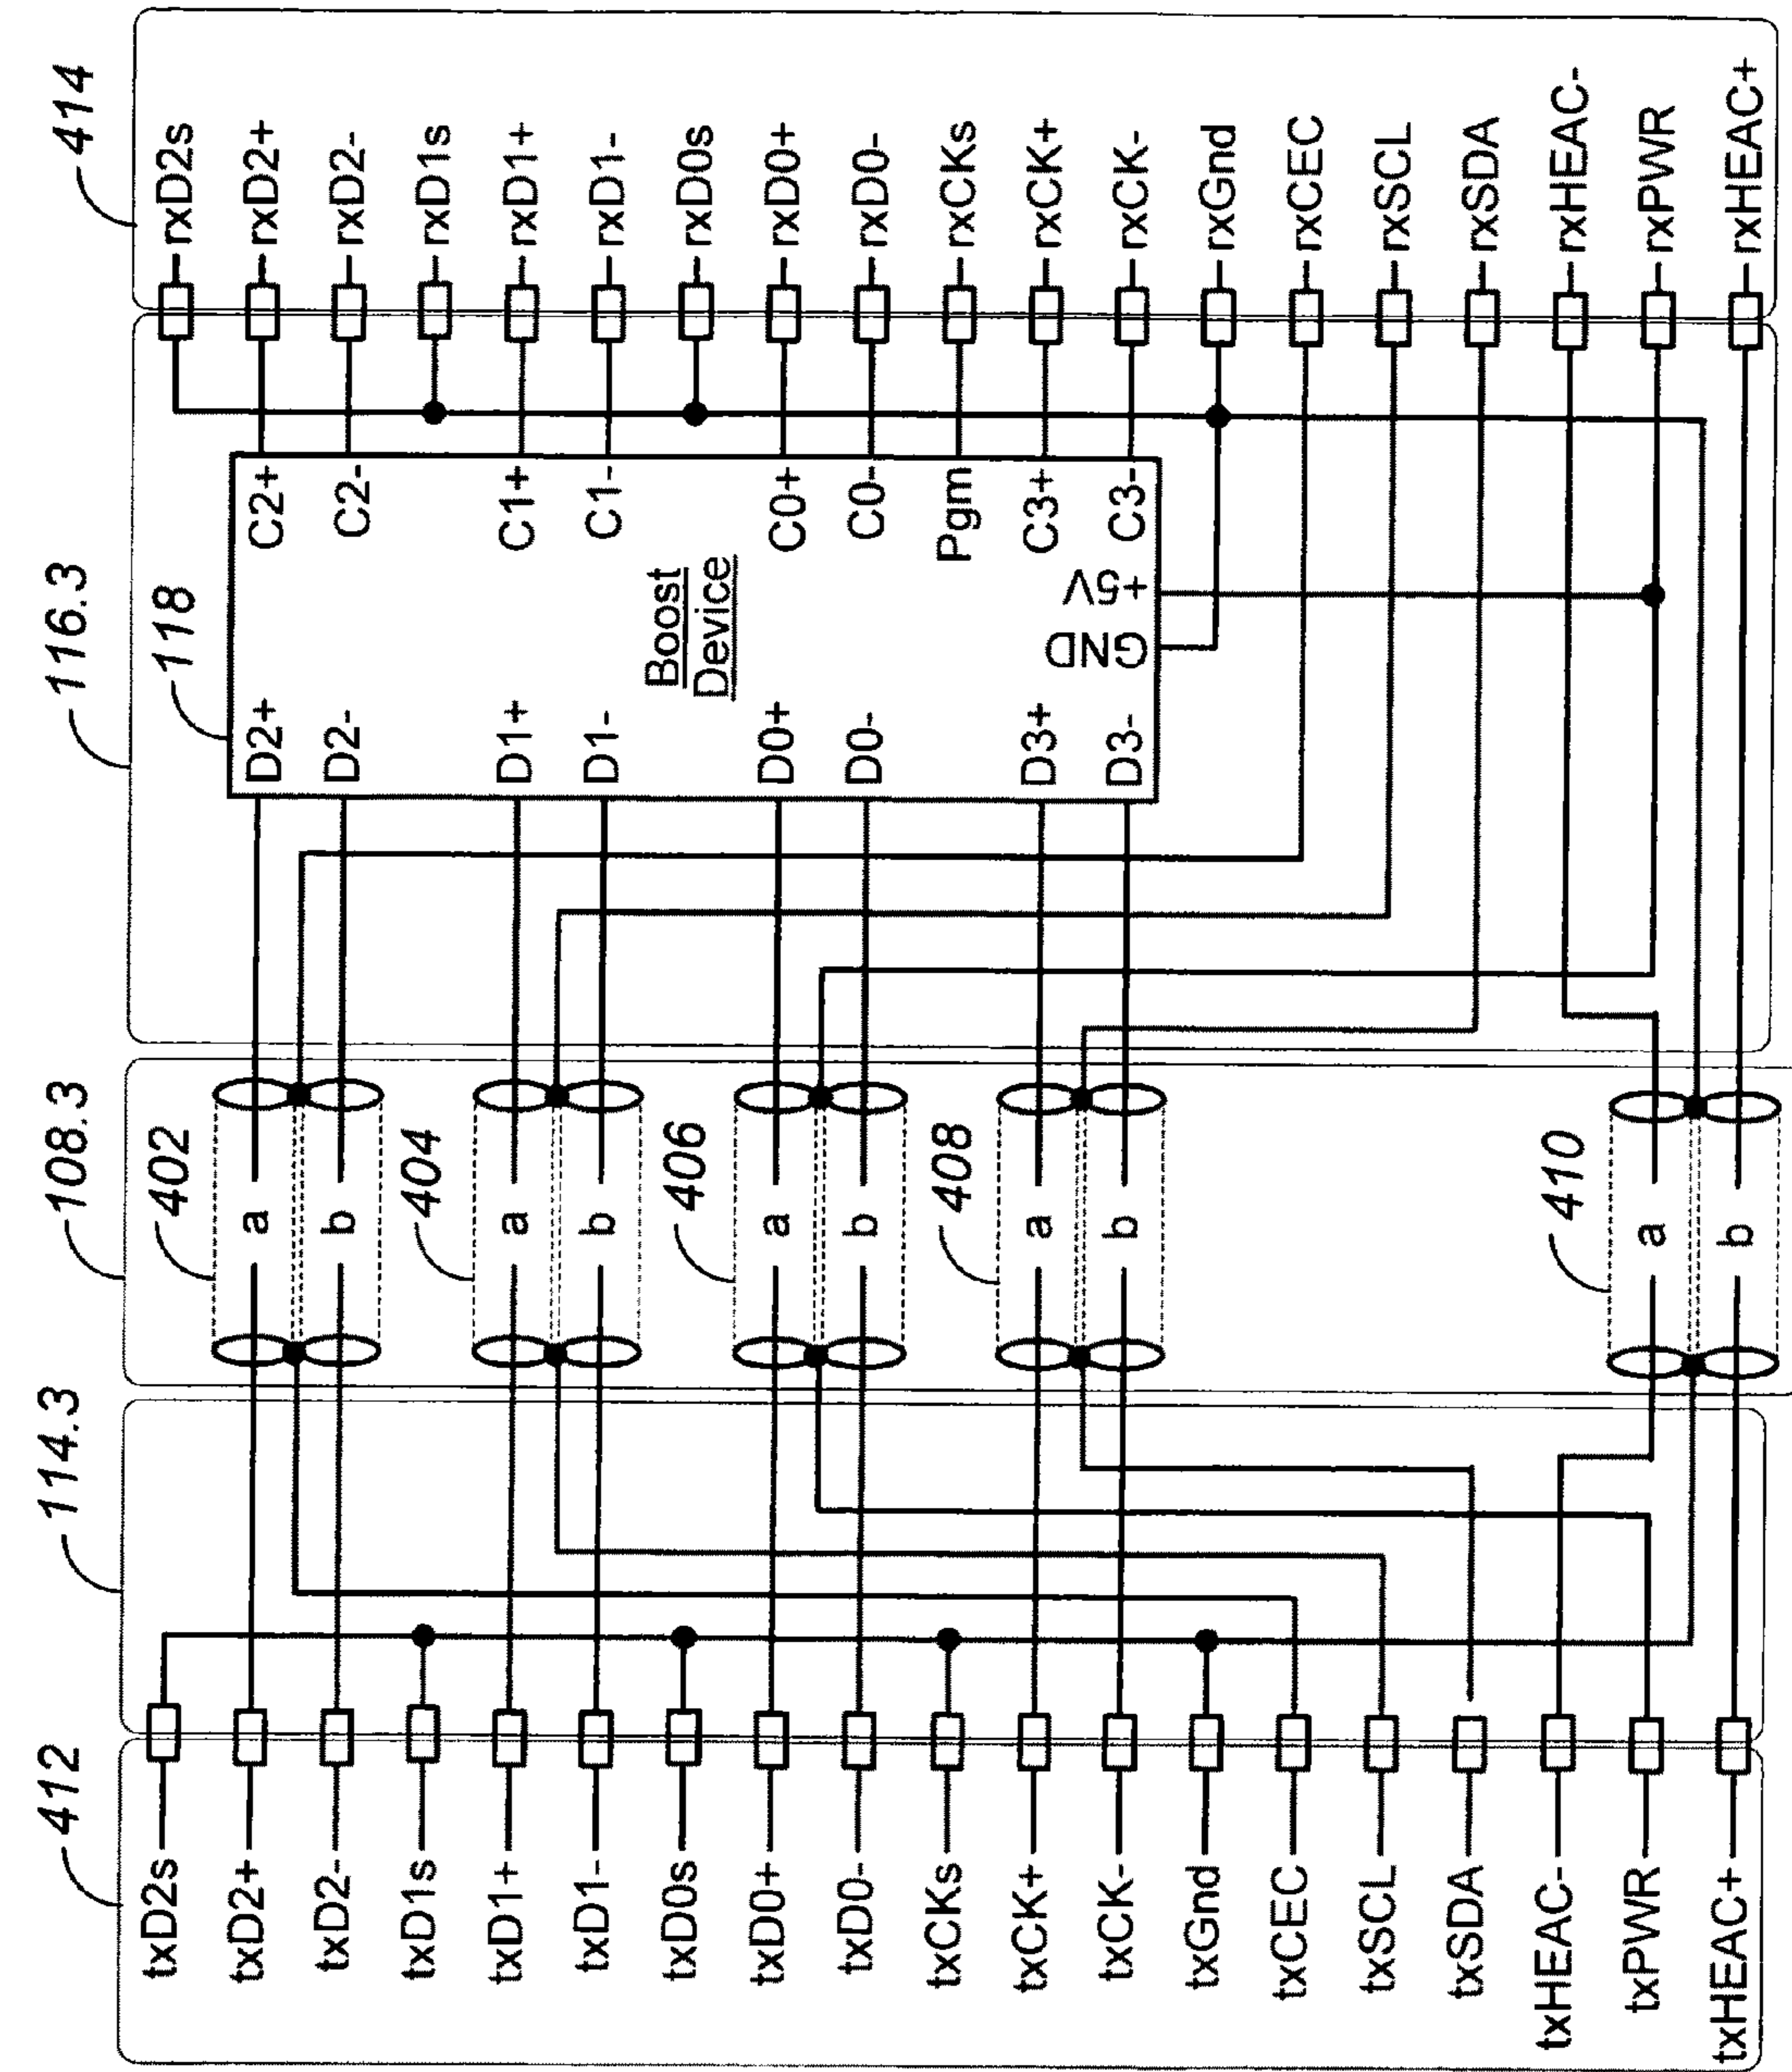 412
114.3
108.3
116.3
414
txD2s
txD2+
txD2-
txD1s
txD1+
txD1-
txD0s
txD0+
txD0-
txCKs
txCK+
txCK-
txGnd
txCEC
txSCL
txSDA
txHEAC-
txPWR
txHEAC+
402
a
b
404
a
b
406
a
b
408
a
b
410
a
b
118
D2+
D2-
D1+
D1-
D0+
D0-
D3+
D3-
Boost
Device
GND
+5V
C2+
C2-
C1+
C1-
C0+
C0-
Pgm
C3+
C3-
rxD2s
rxD2+
rxD2-
rxD1s
rxD1+
rxD1-
rxD0s
rxD0+
rxD0-
rxCKs
rxCK+
rxCK-
rxGnd
rxCEC
rxSCL
rxSDA
rxHEAC-
rxPWR
rxHEAC+